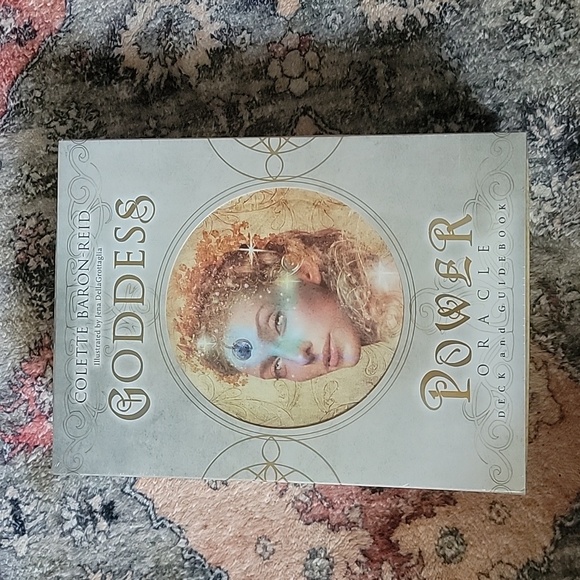 COLETTE BARON-REID
Illustrated by Jena DellaGrottaglia
GODDESS
POWER
ORACLE
DECK and GUIDEBOOK